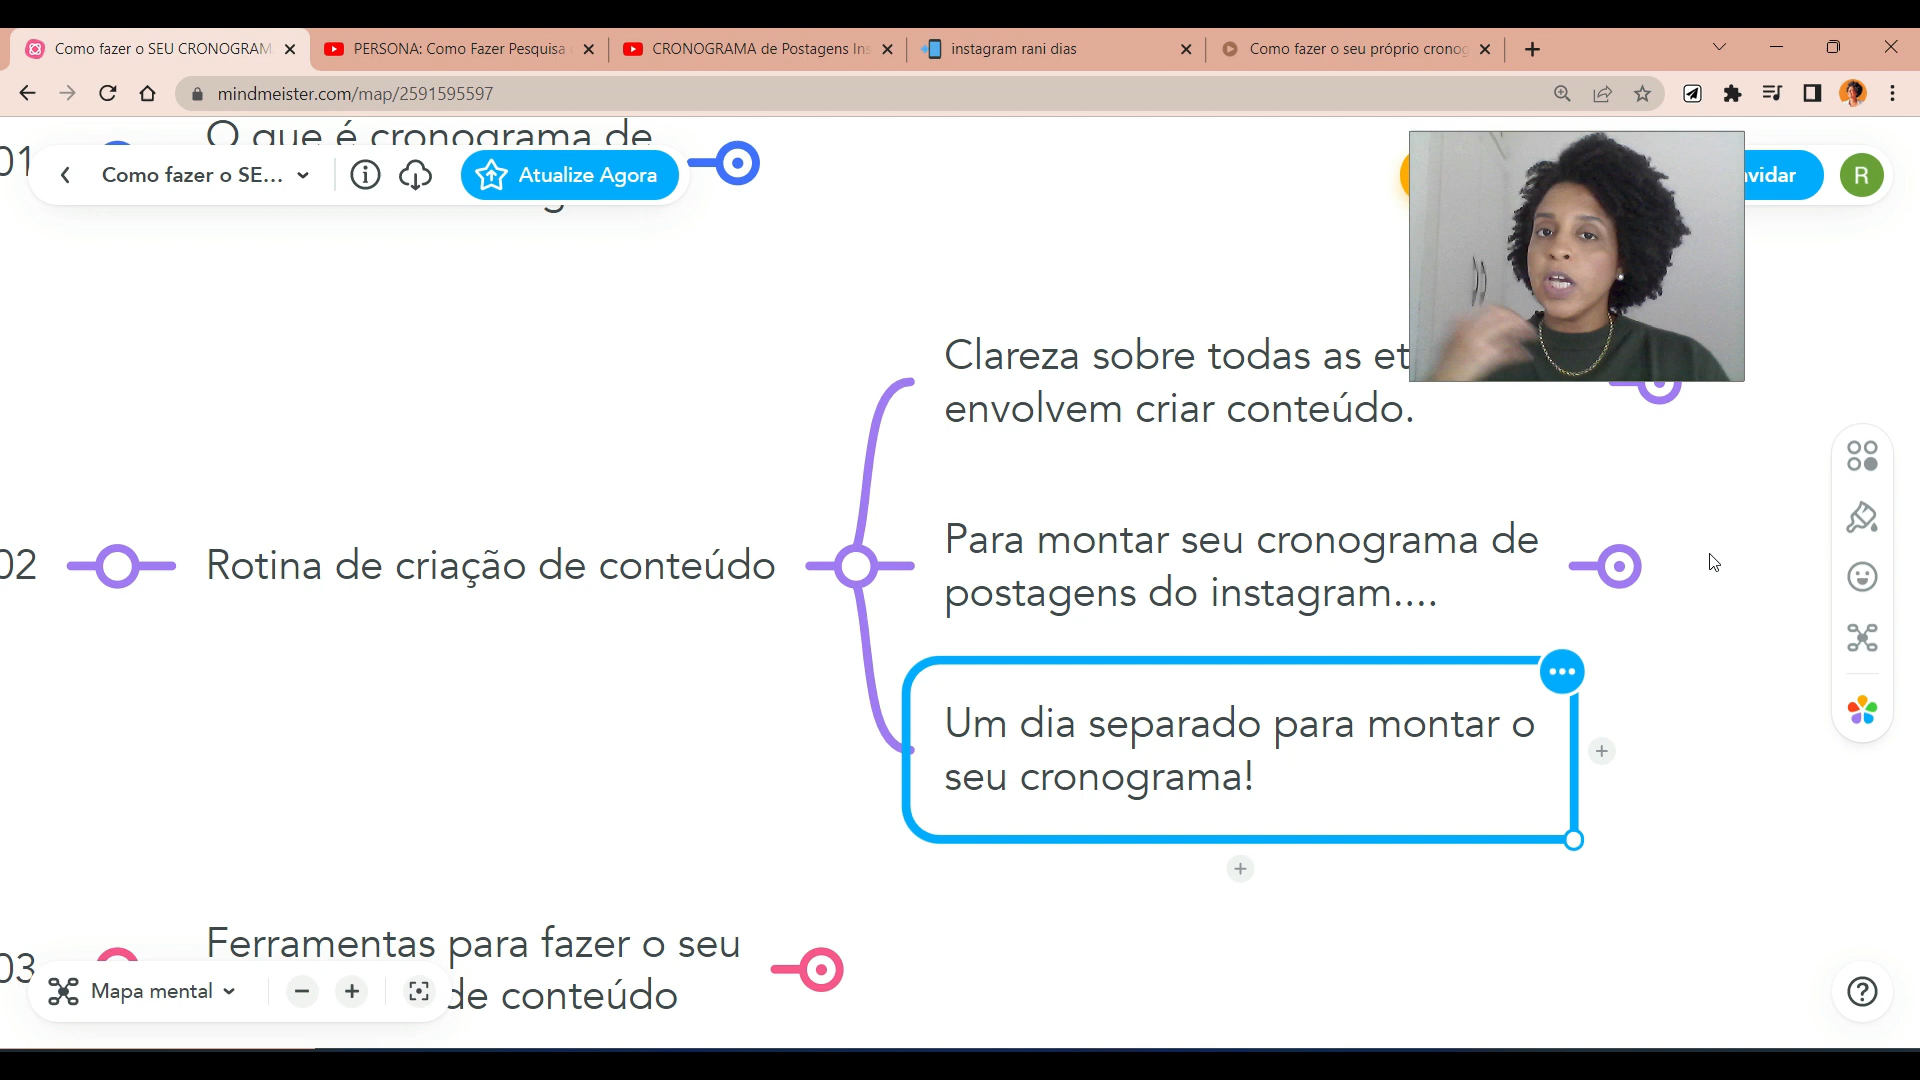 Como fazer o SEU CRONOGRAM
PERSONA: Como Fazer Pesquisa
CRONOGRAMA de Postagens Ins
instagram rani dias
Como fazer o seu próprio cronog
mindmeister.com/map/2591595597
01
O que é cronograma de
Como fazer o SE...
Atualize Agora
vidar
R
Clareza sobre todas as et
envolvem criar conteúdo.
02
Rotina de criação de conteúdo
Para montar seu cronograma de
postagens do instagram....
Um dia separado para montar o
seu cronograma!
03
Ferramentas para fazer o seu
de conteúdo
Mapa mental